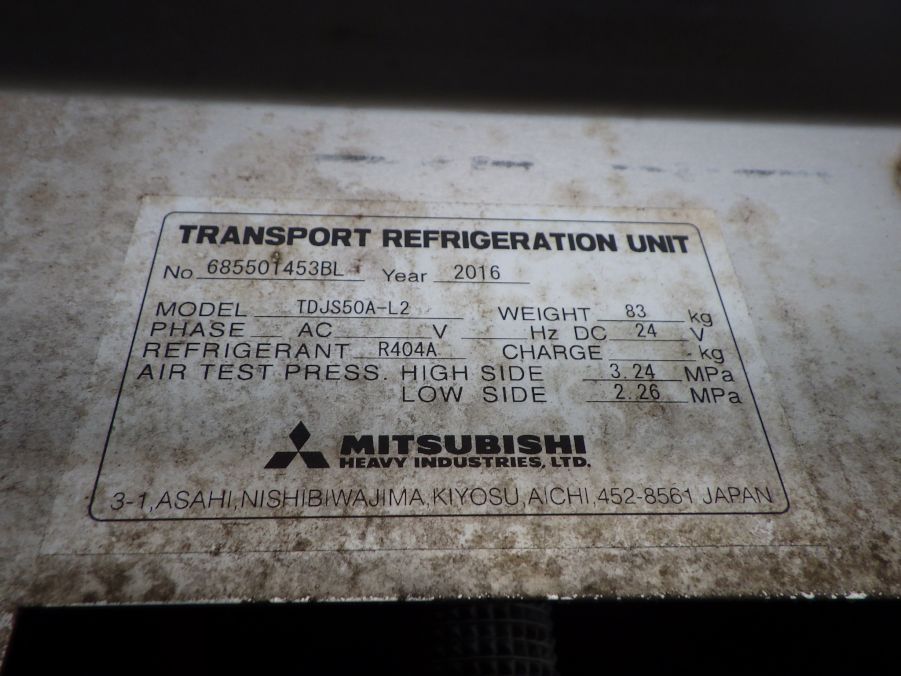 TRANSPORT REFRIGERATION UNIT
No 685501453BL Year 2016
MODEL TDJS50A-L2 WEIGHT 83 kg
PHASE AC V Hz DC 24 V
REFRIGERANT R404A CHARGE - kg
AIR TEST PRESS. HIGH SIDE 3.24 MPa
LOW SIDE 2.26 MPa
MITSUBISHI
HEAVY INDUSTRIES, LTD.
3-1,ASAHI,NISHIBIWAJIMA,KIYOSU,AICHI,452-8561 JAPAN